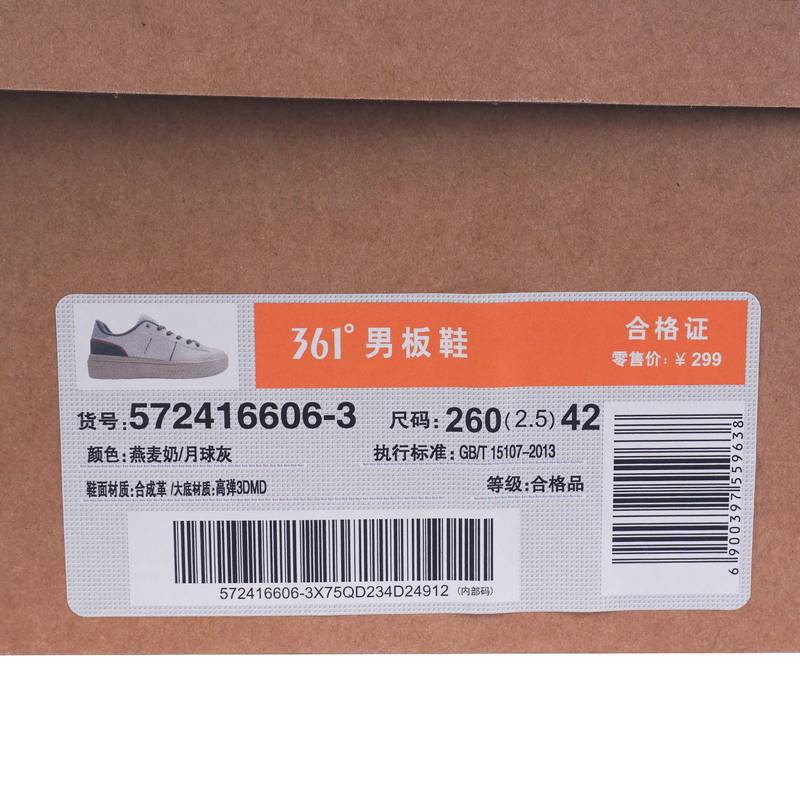 361° 男板鞋
合格证
零售价: ¥ 299
货号:572416606-3 尺码: 260(2.5)42
颜色:燕麦奶/月球灰 执行标准: GB/T 15107-2013
鞋面材质:合成革 /大底材质:高弹3DMD 等级:合格品
572416606-3X75QD234D24912 (内部码)
6900397559638